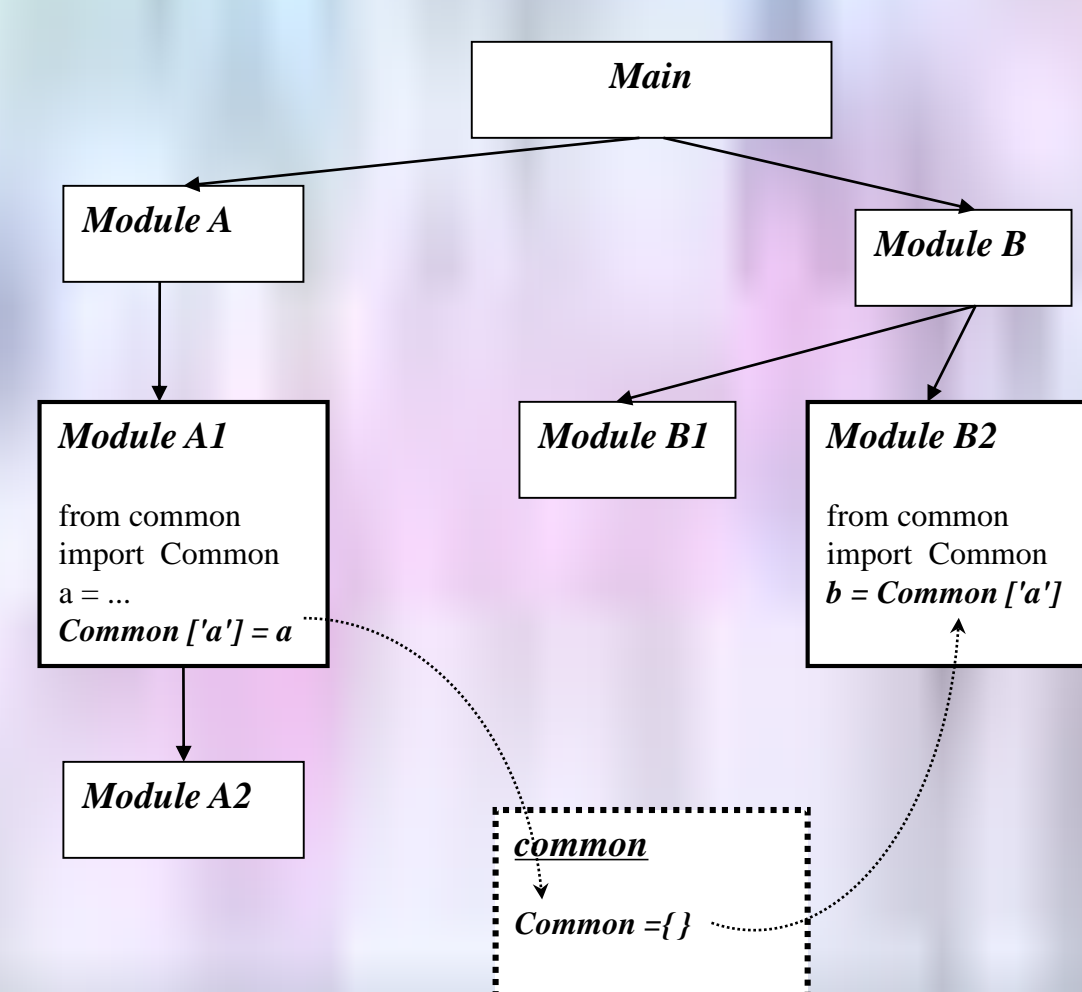 Main
Module A
Module B
Module A1
from common
import Common
a = ...
Common ['a'] = a
Module B1
Module B2
from common
import Common
b = Common ['a']
Module A2
common
Common ={ }